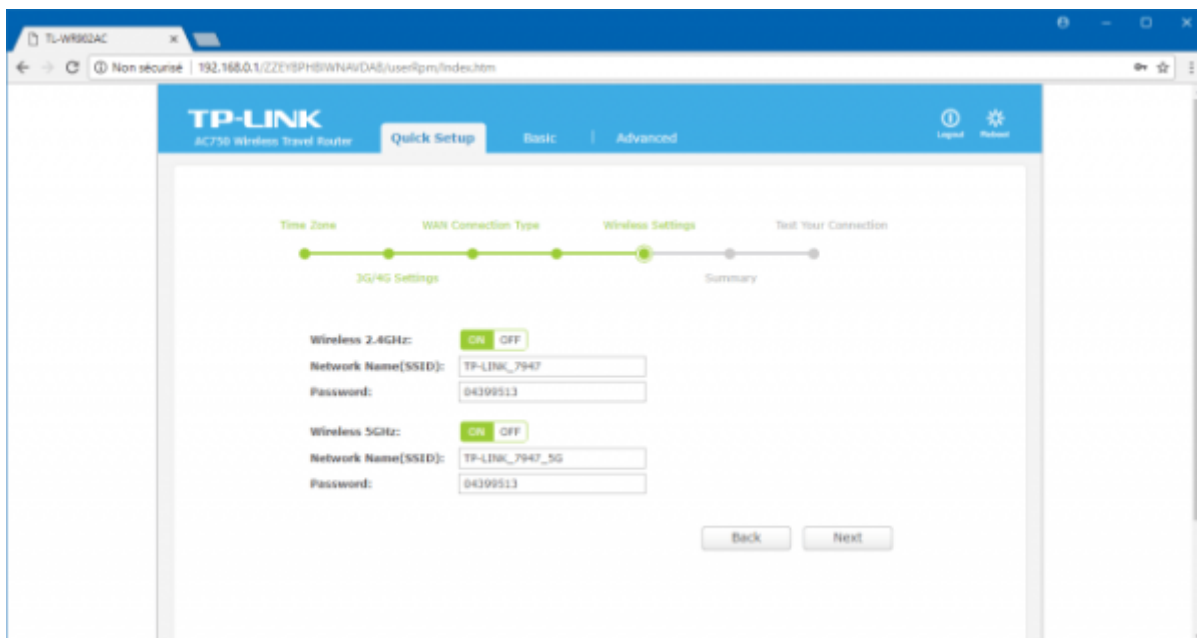 TL-WR902AC
Non sécurisé | 192.168.0.1/ZZEYBPHBIWNAVDAB/userRpm/Index.htm
TP-LINK
AC750 Wireless Travel Router
Quick Setup
Basic
Advanced
Logout
Reboot
Time Zone
WAN Connection Type
Wireless Settings
Test Your Connection
3G/4G Settings
Summary
Wireless 2.4GHz:
ON OFF
Network Name(SSID): TP-LINK_7947
Password: 04399513
Wireless 5GHz:
ON OFF
Network Name(SSID): TP-LINK_7947_5G
Password: 04399513
Back
Next